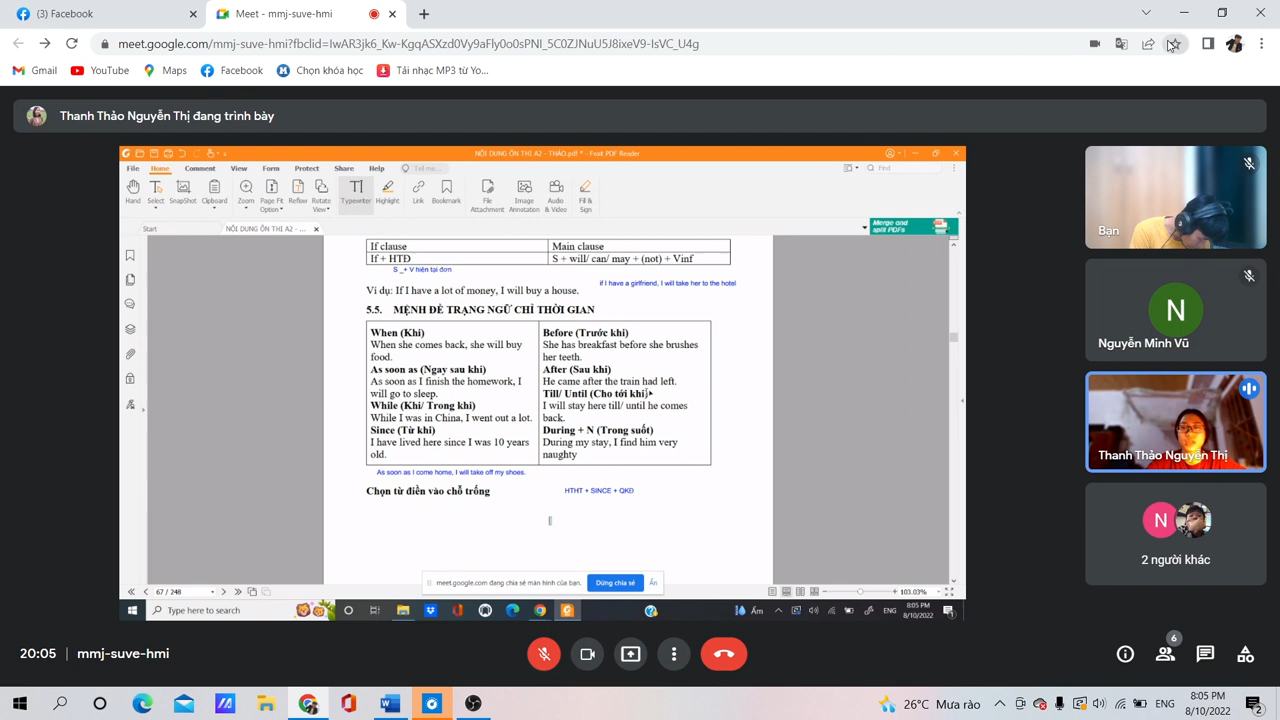 (3) Facebook
Meet - mmj-suve-hmi
meet.google.com/mmj-suve-hmi?fbclid=IwAR3jk6_Kw-KgqASXzd0Vy9aFly0o0sPNI_5C0ZJNuU5J8ixeV9-IsVC_U4g
Gmail YouTube Maps Facebook Chọn khóa học Tải nhạc MP3 từ Yo...
Thanh Thảo Nguyễn Thị đang trình bày
NỘI DUNG ÔN THI A2 - THẢO.pdf * - Foxit PDF Reader
File Home Comment View Form Protect Share Help Tell me... Find
Hand Select SnapShot Clipboard Zoom Page Fit Option Reflow Rotate View Typewriter Highlight Link Bookmark File Attachment Image Annotation Audio & Video Fill & Sign
Start NỘI DUNG ÔN THI A2 - ... Merge and split PDFs
If clause Main clause
If + HTĐ S + will/ can/ may + (not) + Vinf
S _+ V hiện tại đơn
if I have a girlfriend, I will take her to the hotel
Ví dụ: If I have a lot of money, I will buy a house.
5.5. MỆNH ĐỀ TRẠNG NGỮ CHỈ THỜI GIAN
When (Khi)
When she comes back, she will buy
food.
As soon as (Ngay sau khi)
As soon as I finish the homework, I
will go to sleep.
While (Khi/ Trong khi)
While I was in China, I went out a lot.
Since (Từ khi)
I have lived here since I was 10 years
old.
Before (Trước khi)
She has breakfast before she brushes
her teeth.
After (Sau khi)
He came after the train had left.
Till/ Until (Cho tới khi)
I will stay here till/ until he comes
back.
During + N (Trong suốt)
During my stay, I find him very
naughty
As soon as I come home, I will take off my shoes.
Chọn từ điền vào chỗ trống
HTHT + SINCE + QKĐ
meet.google.com đang chia sẻ màn hình của bạn. Dừng chia sẻ Ẩn
67 / 248 103.03%
Type here to search Ấm ENG 8:05 PM
8/10/2022
Bạn
N
Nguyễn Minh Vũ
Thanh Thảo Nguyễn Thị
N
2 người khác
20:05 | mmj-suve-hmi
6
26°C Mưa rào ENG 8:05 PM
8/10/2022
2